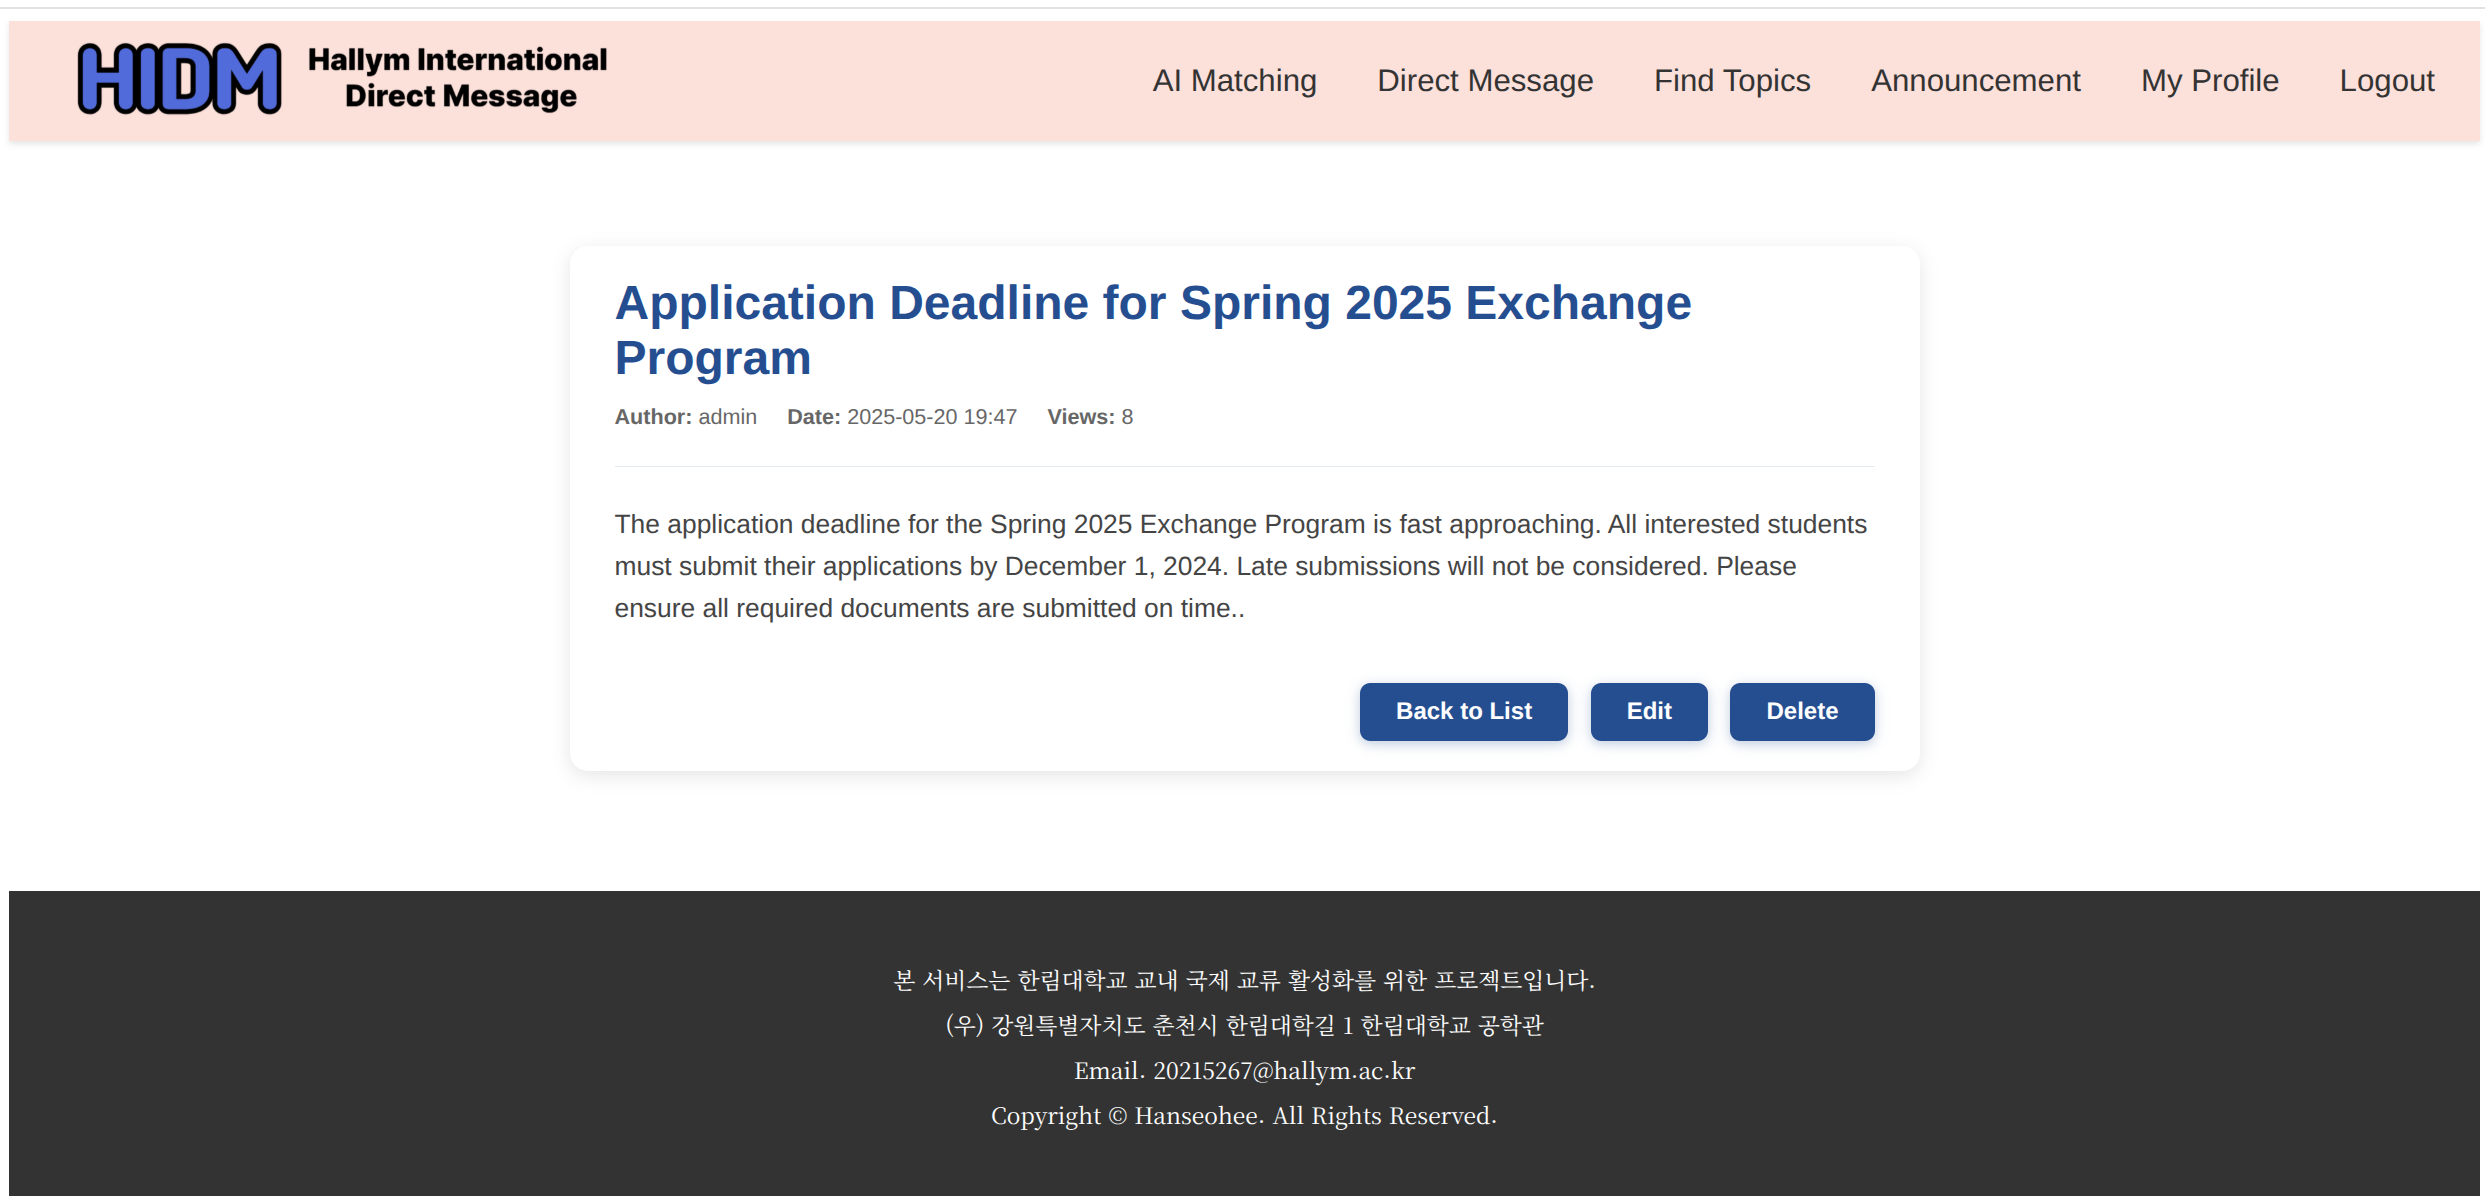 HIDM
Hallym International
Direct Message
AI Matching
Direct Message
Find Topics
Announcement
My Profile
Logout
Application Deadline for Spring 2025 Exchange
Program
Author: admin Date: 2025-05-20 19:47 Views: 8
The application deadline for the Spring 2025 Exchange Program is fast approaching. All interested students
must submit their applications by December 1, 2024. Late submissions will not be considered. Please
ensure all required documents are submitted on time..
Back to List
Edit
Delete
본 서비스는 한림대학교 교내 국제 교류 활성화를 위한 프로젝트입니다.
(우) 강원특별자치도 춘천시 한림대학길 1 한림대학교 공학관
Email. 20215267@hallym.ac.kr
Copyright © Hanseohee. All Rights Reserved.